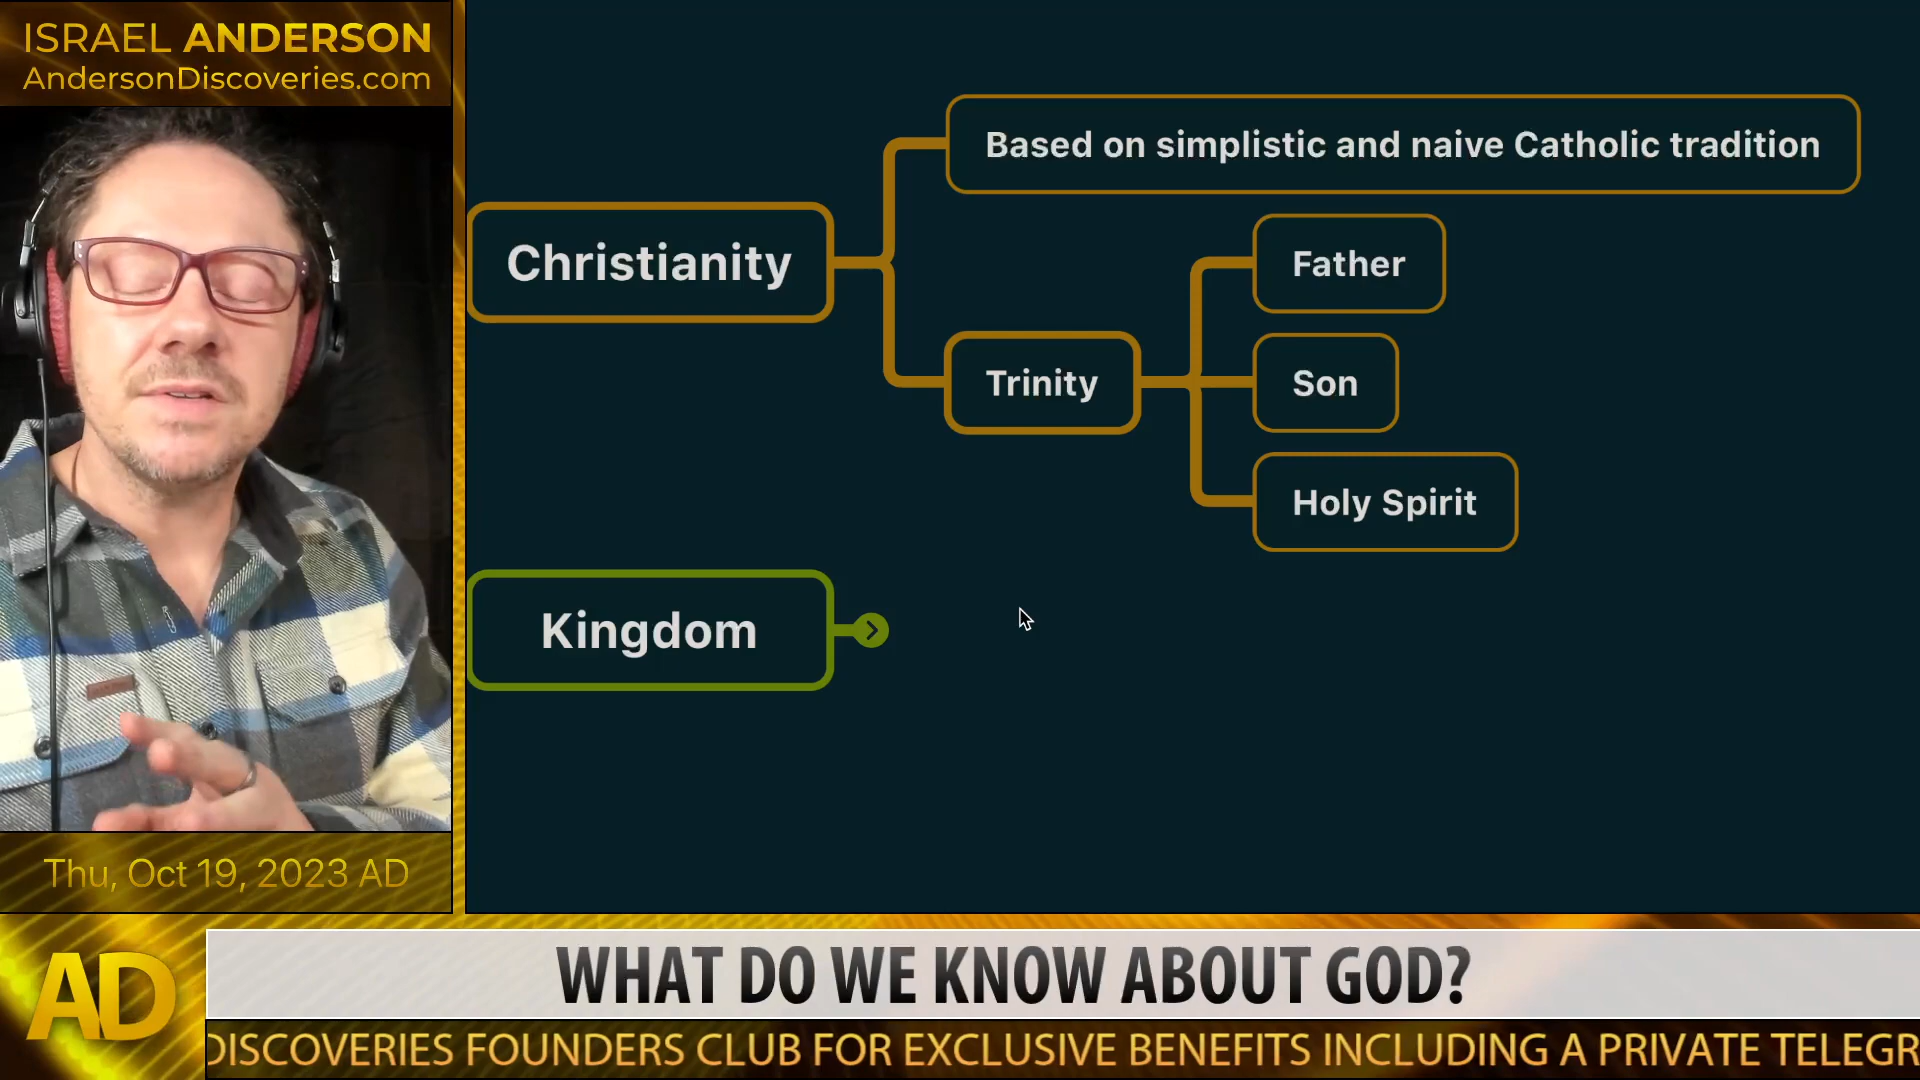 ISRAEL ANDERSON
AndersonDiscoveries.com
Based on simplistic and naive Catholic tradition
Christianity
Father
Trinity
Son
Holy Spirit
Kingdom
Thu, Oct 19, 2023 AD
AD
WHAT DO WE KNOW ABOUT GOD?
DISCOVERIES FOUNDERS CLUB FOR EXCLUSIVE BENEFITS INCLUDING A PRIVATE TELEGR